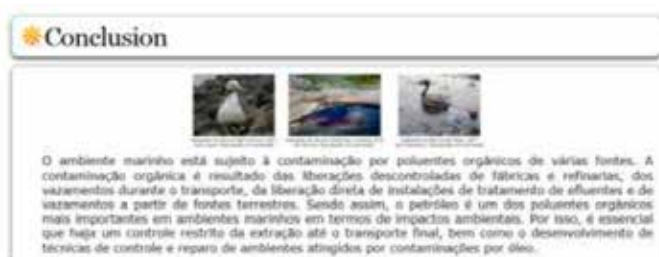 Conclusion
O ambiente marinho está sujeito à contaminação por poluentes orgânicos de várias fontes. A
contaminação orgânica é resultado das liberações descontroladas de fábricas e refinarias, dos
vazamentos durante o transporte, da liberação direta de instalações de tratamento de efluentes e de
vazamentos a partir de fontes terrestres. Sendo assim, o petróleo é um dos poluentes orgânicos
mais importantes em ambientes marinhos em termos de impactos ambientais. Por isso, é essencial
que haja um controle restrito da extração até o transporte final, bem como o desenvolvimento de
técnicas de controle e reparo de ambientes atingidos por contaminações por óleo.